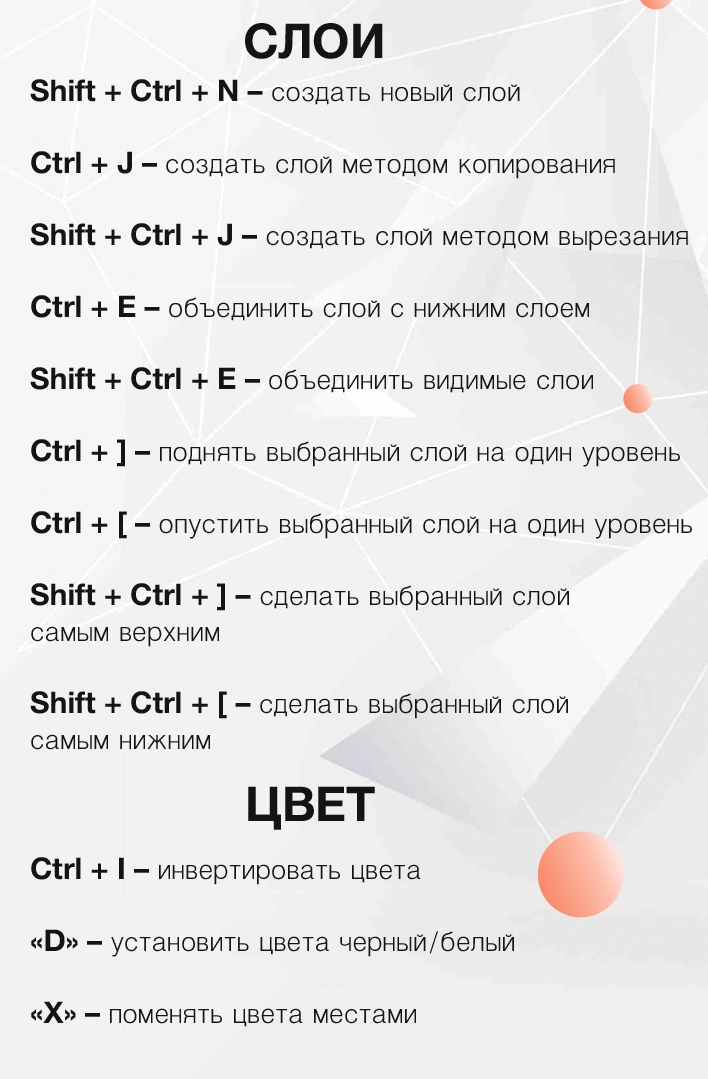 СЛОИ
Shift + Ctrl + N – создать новый слой
Ctrl + J – создать слой методом копирования
Shift + Ctrl + J – создать слой методом вырезания
Ctrl + E – объединить слой с нижним слоем
Shift + Ctrl + E – объединить видимые слои
Ctrl + ] – поднять выбранный слой на один уровень
Ctrl + [ – опустить выбранный слой на один уровень
Shift + Ctrl + ] – сделать выбранный слой
самым верхним
Shift + Ctrl + [ – сделать выбранный слой
самым нижним
ЦВЕТ
Ctrl + I – инвертировать цвета
«D» – установить цвета черный/белый
«X» – поменять цвета местами